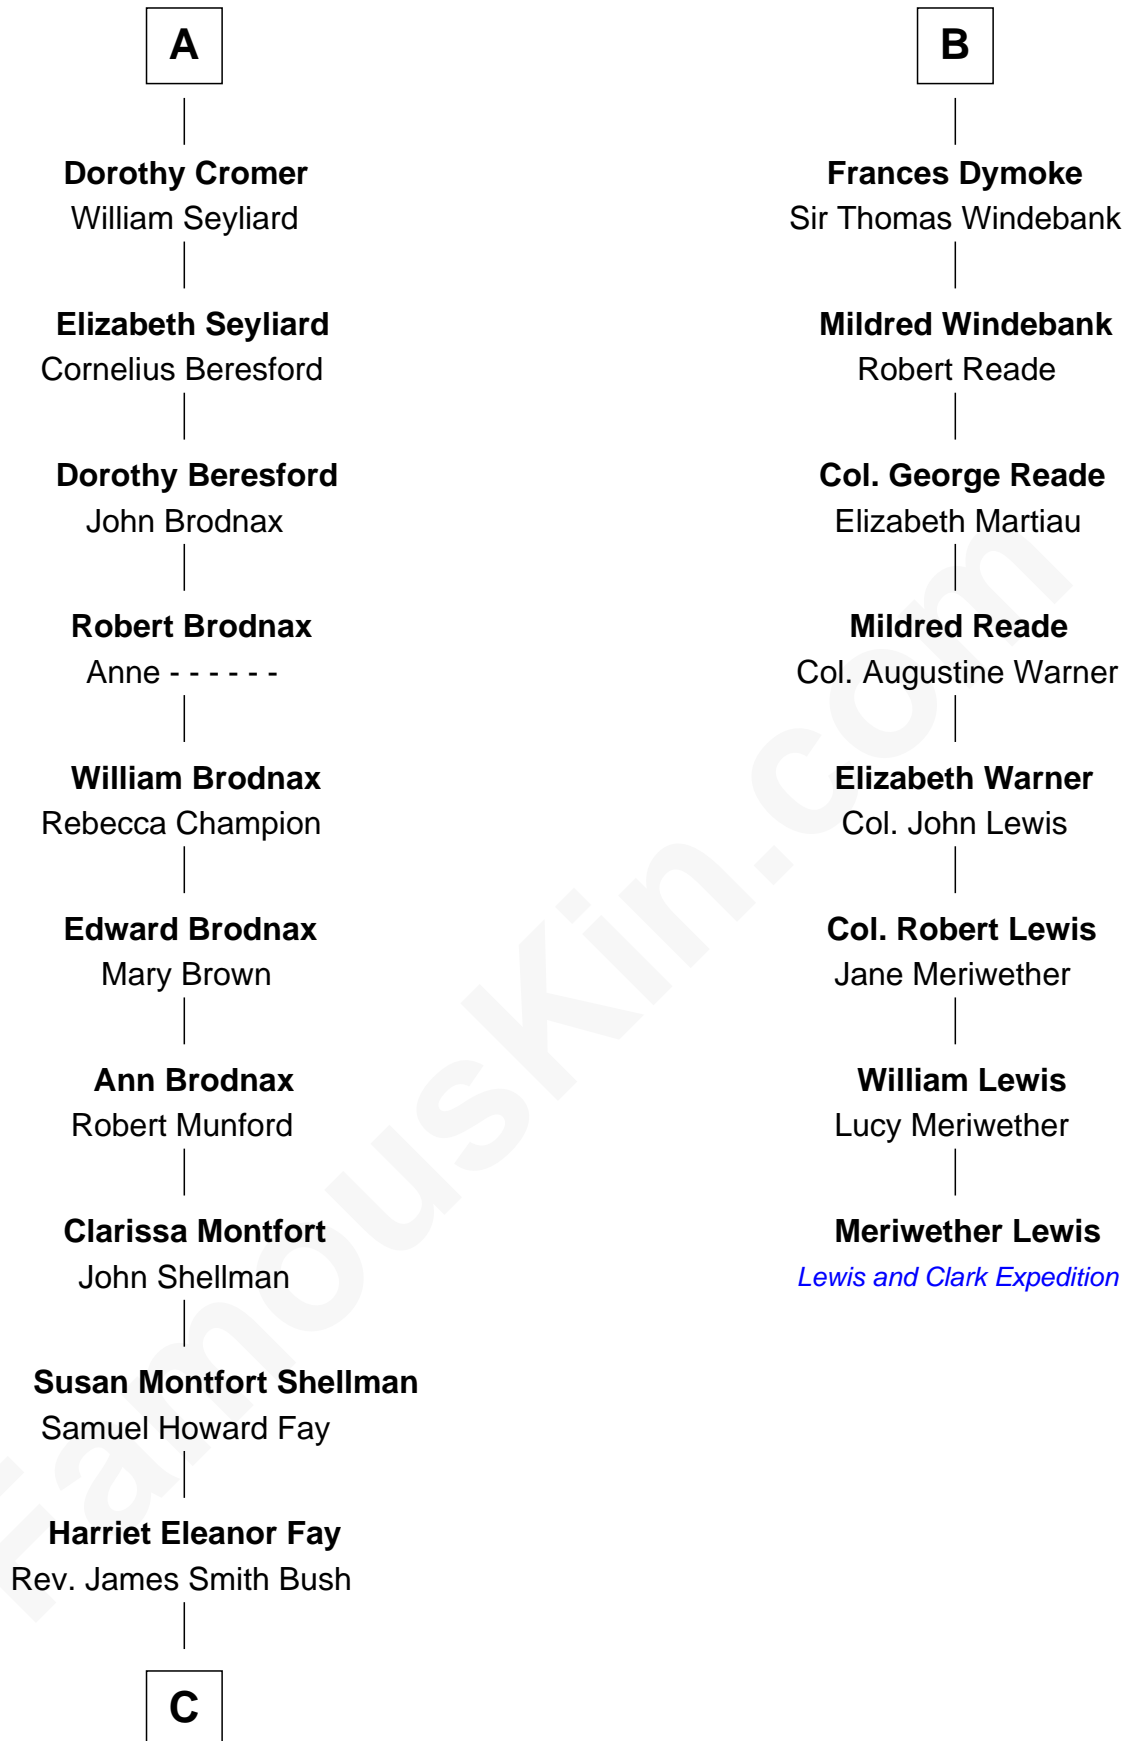 A
Dorothy Cromer
William Seyliard
Elizabeth Seyliard
Cornelius Beresford
Dorothy Beresford
John Brodnax
Robert Brodnax
Anne - - - - - -
William Brodnax
Rebecca Champion
Edward Brodnax
Mary Brown
Ann Brodnax
Robert Munford
Clarissa Montfort
John Shellman
Susan Montfort Shellman
Samuel Howard Fay
Harriet Eleanor Fay
Rev. James Smith Bush
C
B
Frances Dymoke
Sir Thomas Windebank
Mildred Windebank
Robert Reade
Col. George Reade
Elizabeth Martiau
Mildred Reade
Col. Augustine Warner
Elizabeth Warner
Col. John Lewis
Col. Robert Lewis
Jane Meriwether
William Lewis
Lucy Meriwether
Meriwether Lewis
Lewis and Clark Expedition
FamousKin.com